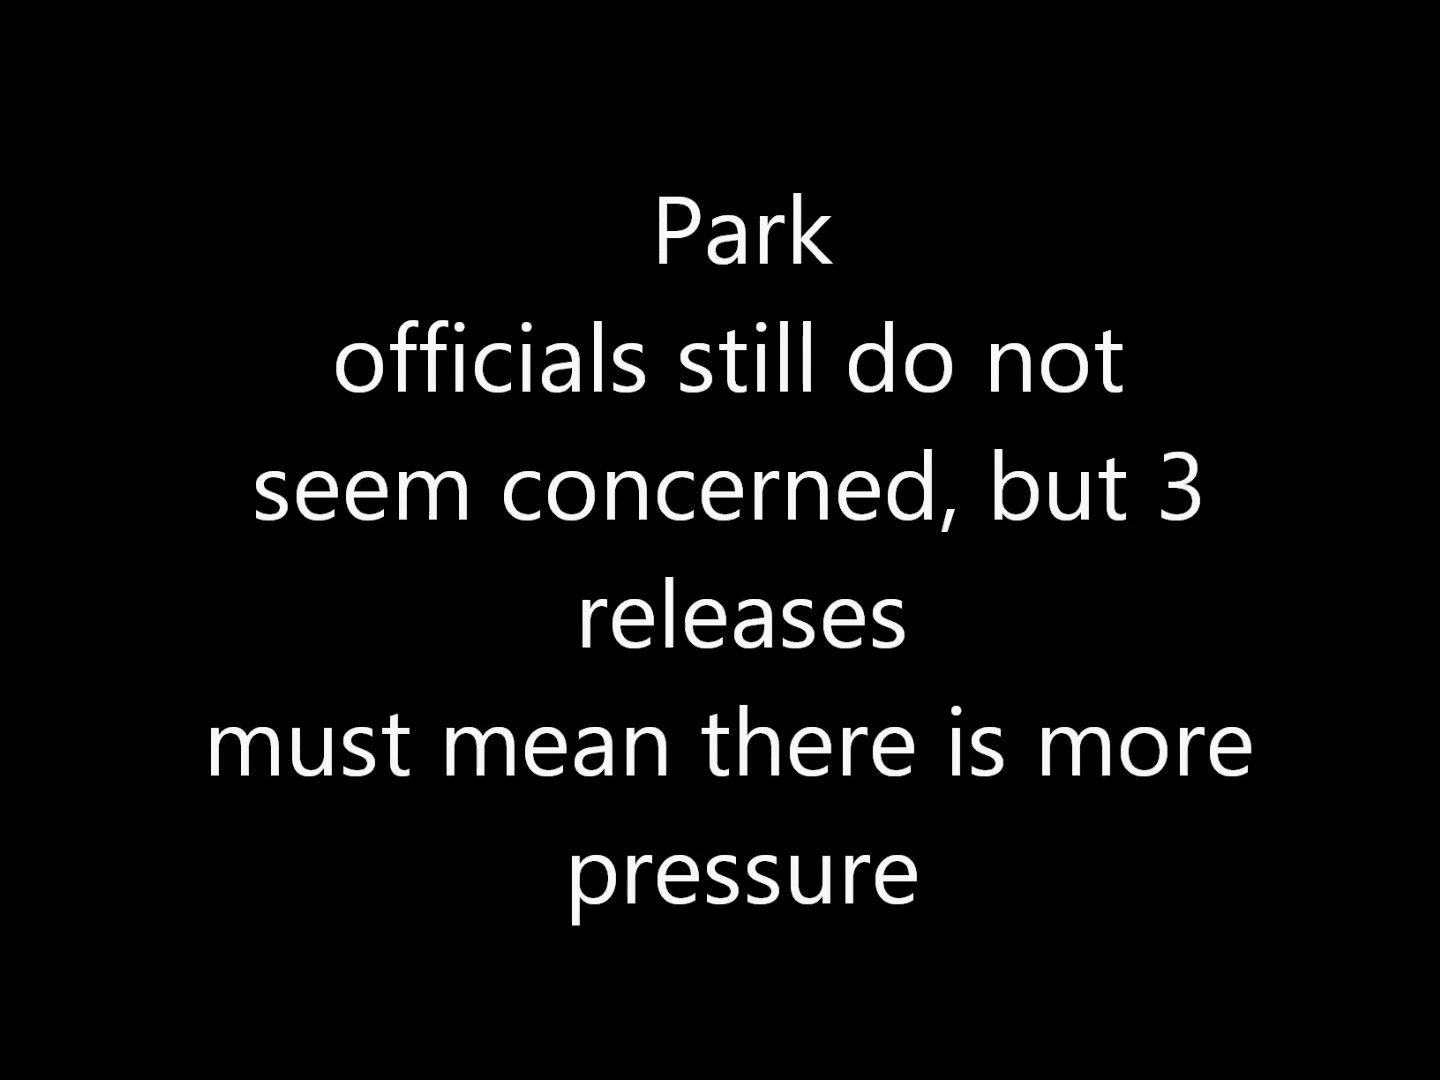 Park
officials still do not
seem concerned, but 3
releases
must mean there is more
pressure